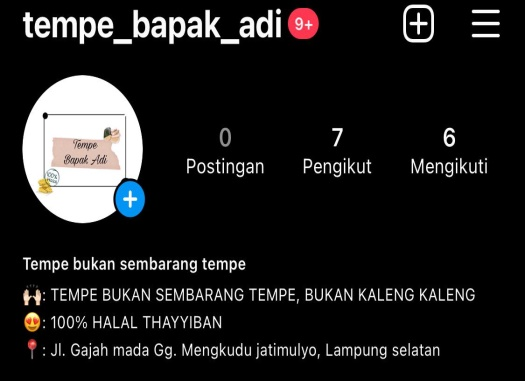 tempe_bapak_adi 9+
Tempe
Bapak Adi
100%
0 7 6
Postingan Pengikut Mengikuti
Tempe bukan sembarang tempe
🙌🏻: TEMPE BUKAN SEMBARANG TEMPE, BUKAN KALENG KALENG
😍: 100% HALAL THAYYIBAN
📍: Jl. Gajah mada Gg. Mengkudu jatimulyo, Lampung selatan